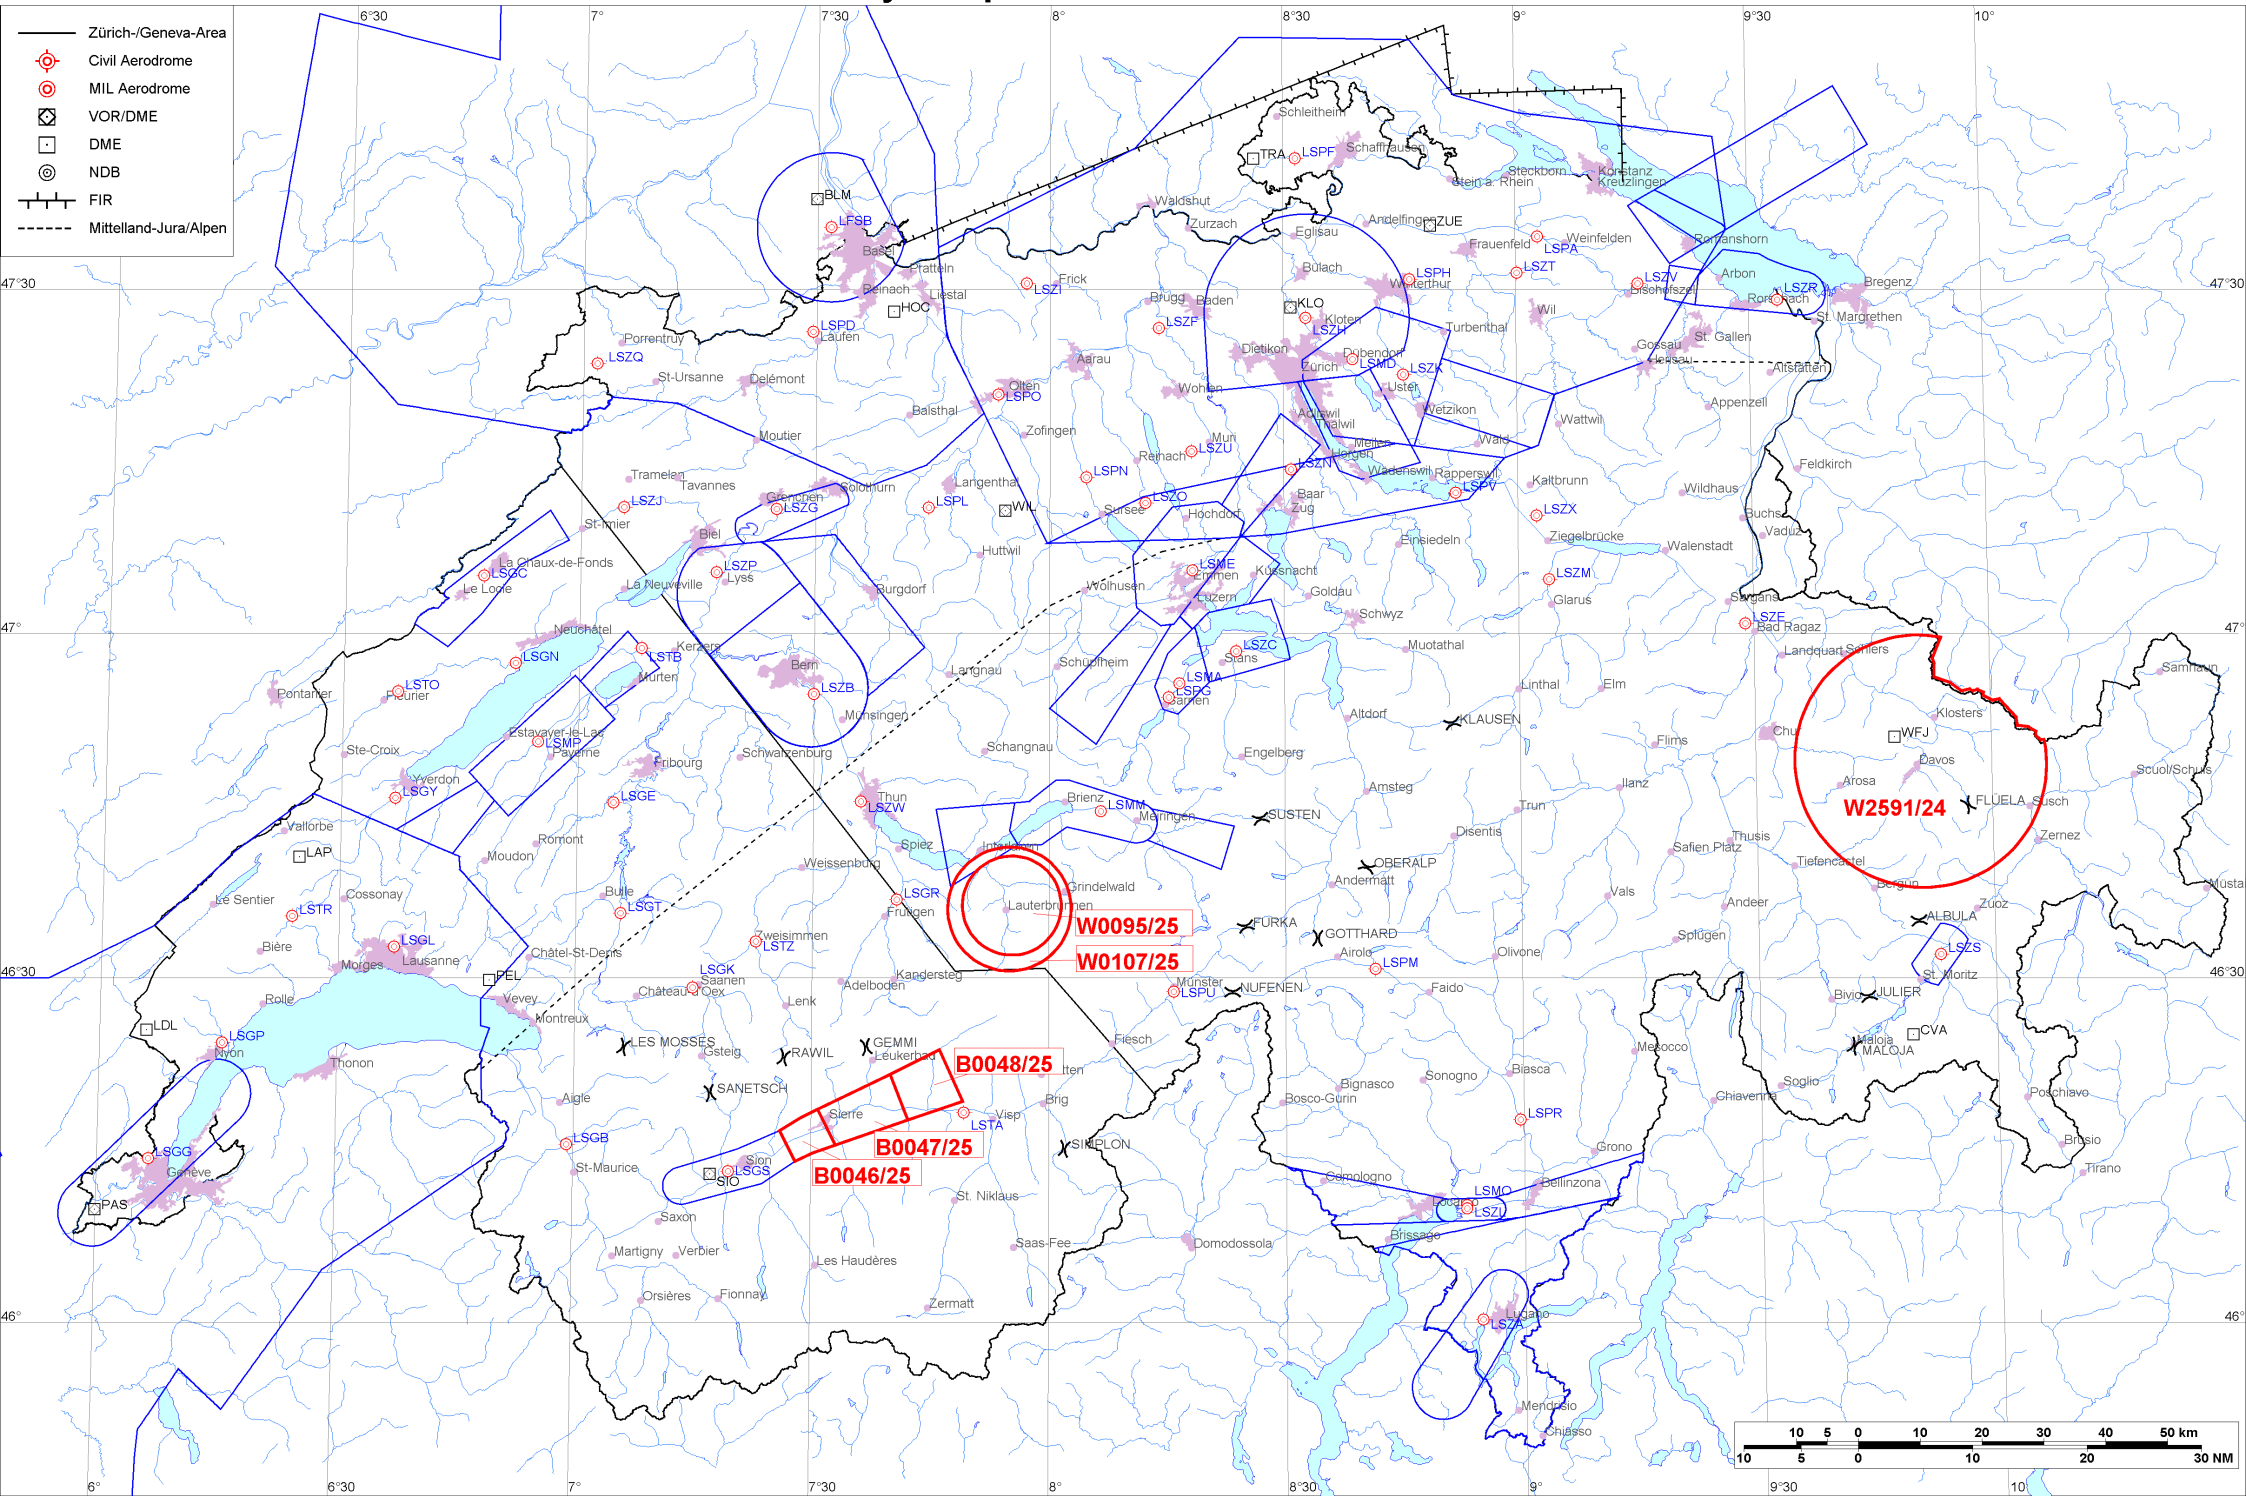 6°30
7°
7°30
8°
8°30
9°
9°30
10°
Zürich-/Geneva-Area
Civil Aerodrome
MIL Aerodrome
VOR/DME
DME
NDB
FIR
Mittelland-Jura/Alpen
Schleitheim
TRA
LSPF
Schaffhausen
Steckborn
Stein a. Rhein
Konstanz
Kreuzlingen
BLM
LFSB
Basel
Waldshut
Zurzach
Eglisau
Andelfingen
ZUE
Frauenfeld
LSPA
Weinfelden
Romanshorn
Pratteln
Reinach
Liestal
HOC
LSZI
Frick
Bülach
LSPH
Winterthur
LSZT
LSZV
Bischofszell
Arbon
LSZR
Rorschach
Bregenz
47°30
47°30
LSPD
Laufen
Brugg
Baden
LSZF
KLO
Kloten
LSZH
Turbenthal
Wil
St. Margrethen
St. Gallen
Gossau
Herisau
Altstätten
Porrentruy
LSZQ
St-Ursanne
Delémont
Aarau
Olten
LSPO
Balsthal
Dietikon
Zürich
Dübendorf
LSMD
LSZK
Uster
Wetzikon
Wohlen
Appenzell
Wattwil
Moutier
Zofingen
Adliswil
Thalwil
Muri
LSZU
Reinach
Meilen
Horgen
Wald
LSZN
Wädenswil
Rapperswil
LSPV
Kaltbrunn
Feldkirch
Wildhaus
Tramelan
Tavannes
LSPN
Langenthal
Solothurn
Grenchen
LSZG
LSZJ
LSPL
WIL
LSZO
Sursee
Hochdorf
Baar
Zug
LSZX
Buchs
Vaduz
St-Imier
Biel
Huttwil
Einsiedeln
Ziegelbrücke
Walenstadt
La Chaux-de-Fonds
LSGC
Le Locle
LSZP
Lyss
La Neuveville
Burgdorf
Wolhusen
LSME
Emmen
Küssnacht
Luzern
Goldau
Schwyz
LSZM
Glarus
Sargans
LSZE
Bad Ragaz
47°
47°
Neuchâtel
LSGN
Kerzers
LSTB
Murten
Bern
LSZB
Langnau
Schüpfheim
LSZC
Stans
Muotathal
LSMA
LSPG
Sarnen
Landquart
Schiers
Samnaun
Pontarlier
LSTO
Fleurier
Linthal
Elm
Münsingen
Altdorf
KLAUSEN
Klosters
WFJ
Chur
Flims
Davos
Estavayer-le-Lac
LSMP
Payerne
Ste-Croix
Schwarzenburg
Schangnau
Engelberg
Fribourg
Yverdon
LSGY
LSGE
Thun
LSZW
Brienz
LSMM
Meiringen
SUSTEN
Amsteg
Ilanz
Trun
Arosa
W2591/24
FLÜELA
Susch
Scuol/Schuls
Vallorbe
LAP
Romont
Moudon
Weissenburg
Spiez
Interlaken
Disentis
Safien Platz
Thusis
Tiefencastel
Zernez
OBERALP
Andermatt
Grindelwald
Lauterbrunnen
Bergün
Vals
Andeer
Zuoz
Müsta
Le Sentier
Cossonay
LSTR
Bulle
LSGT
LSGR
Frutigen
W0095/25
FURKA
GOTTHARD
ALBULA
Bière
LSGL
Lausanne
Morges
Châtel-St-Denis
Zweisimmen
LSTZ
W0107/25
Airolo
LSPM
Olivone
Splügen
LSZS
St. Moritz
46°30
46°30
PEL
LSGK
Saanen
Château-d'Oex
Adelboden
Kandersteg
Münster
LSPU
NUFENEN
Faido
Bivio
JULIER
Rolle
Vevey
Montreux
Lenk
LDL
LSGP
Nyon
Thonon
LES MOSSES
Gsteig
RAWIL
GEMMI
Leukerbad
Fiesch
Mesocco
Maloja
MALOJA
CVA
SANETSCH
B0048/25
Bignasco
Sonogno
Biasca
Soglio
Chiavenna
Poschiavo
Aigle
Sierre
LSTA
Visp
Brig
Bosco-Gurin
LSPR
LSGB
B0047/25
SIMPLON
Grono
Brusio
Tirano
LSGG
Genève
St-Maurice
Sion
LSGS
SIO
B0046/25
St. Niklaus
Comologno
LSMO
Locarno
LSZL
Bellinzona
PAS
Saxon
Brissago
Martigny
Verbier
Les Haudères
Saas-Fee
Domodossola
Orsières
Fionnay
Zermatt
46°
46°
Lugano
LSZA
Mendrisio
Chiasso
10 5 0 10 20 30 40 50 km
10 5 0 10 20 30 NM
6°
6°30
7°
7°30
8°
8°30
9°
9°30
10°